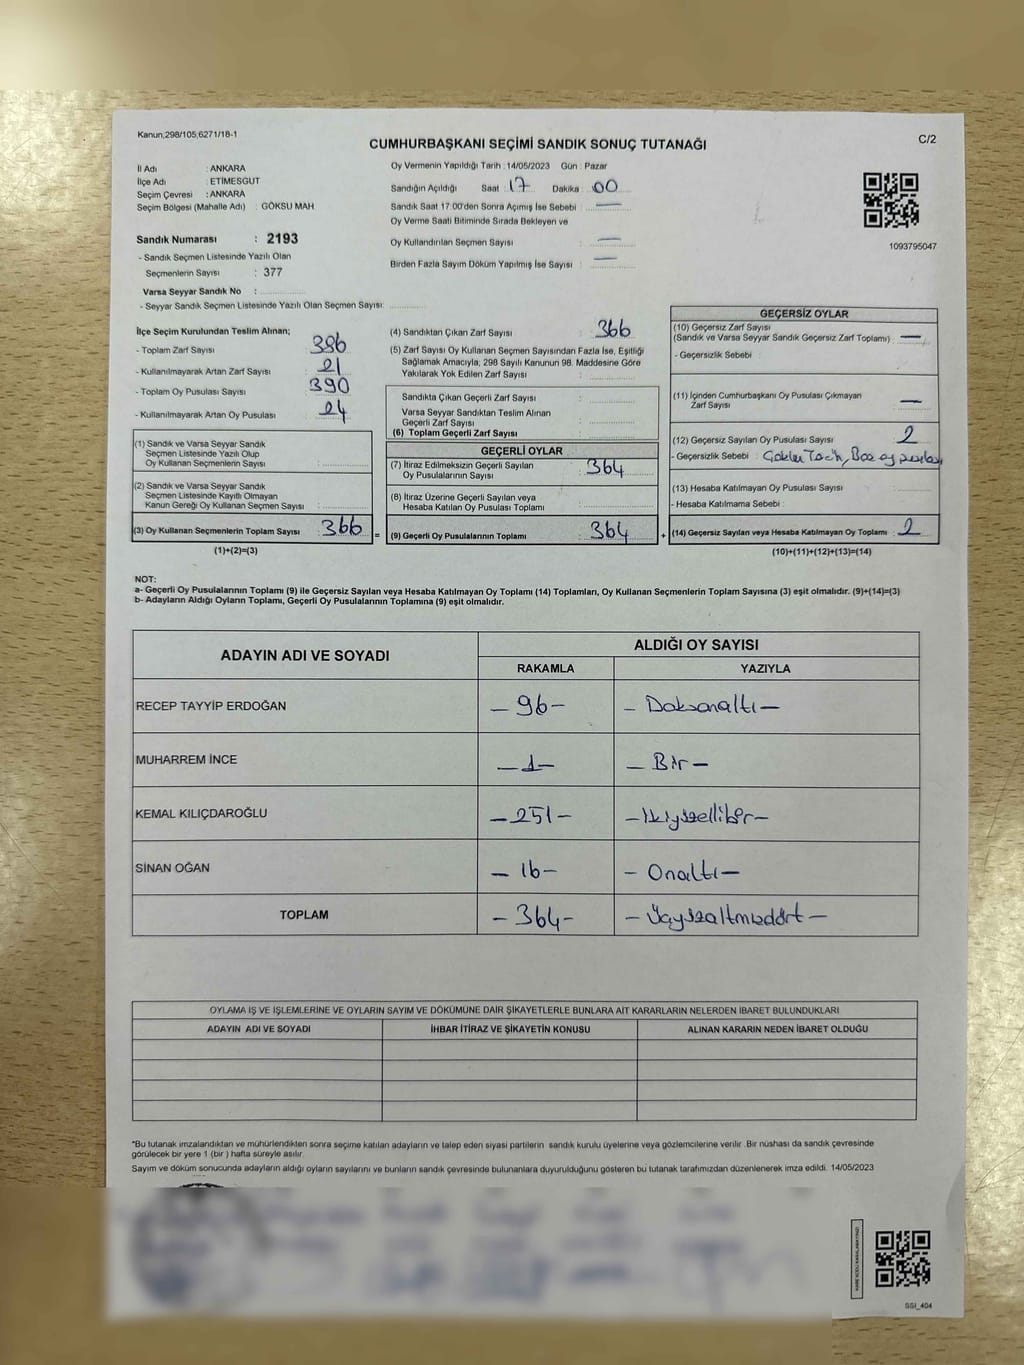 Kanun;298/105;6271/18-1
C/2
CUMHURBAŞKANI SEÇİMİ SANDIK SONUÇ TUTANAĞI
İl Adı : ANKARA
İlçe Adı : ETİMESGUT
Seçim Çevresi : ANKARA
Seçim Bölgesi (Mahalle Adı) : GÖKSU MAH
Sandık Numarası : 2193
- Sandık Seçmen Listesinde Yazılı Olan
Seçmenlerin Sayısı : 377
Varsa Seyyar Sandık No :
- Seyyar Sandık Seçmen Listesinde Yazılı Olan Seçmen Sayısı:
Oy Vermenin Yapıldığı Tarih : 14/05/2023 Gün : Pazar
Sandığın Açıldığı Saat : 17 Dakika : 00
Sandık Saat 17:00'den Sonra Açımış İse Sebebi : —
Oy Verme Saati Bitiminde Sırada Bekleyen ve
Oy Kullandırılan Seçmen Sayısı : —
Birden Fazla Sayım Döküm Yapılmış İse Sayısı : —
1093795047
İlçe Seçim Kurulundan Teslim Alınan;
- Toplam Zarf Sayısı : 386
- Kullanılmayarak Artan Zarf Sayısı : 21
- Toplam Oy Pusulası Sayısı : 390
- Kullanılmayarak Artan Oy Pusulası : 24
(1) Sandık ve Varsa Seyyar Sandık
Seçmen Listesinde Yazılı Olup
Oy Kullanan Seçmenlerin Sayısı :
(2) Sandık ve Varsa Seyyar Sandık
Seçmen Listesinde Kayıtlı Olmayan
Kanun Gereği Oy Kullanan Seçmen Sayısı :
(3) Oy Kullanan Seçmenlerin Toplam Sayısı : 366
(1)+(2)=(3)
(4) Sandıktan Çıkan Zarf Sayısı : 366
(5) Zarf Sayısı Oy Kullanan Seçmen Sayısından Fazla İse, Eşitliği
Sağlamak Amacıyla, 298 Sayılı Kanunun 98. Maddesine Göre
Yakılarak Yok Edilen Zarf Sayısı :
Sandıkta Çıkan Geçerli Zarf Sayısı :
Varsa Seyyar Sandıktan Teslim Alınan
Geçerli Zarf Sayısı :
(6) Toplam Geçerli Zarf Sayısı :
GEÇERLİ OYLAR
(7) İtiraz Edilmeksizin Geçerli Sayılan
Oy Pusulalarının Sayısı : 364
(8) İtiraz Üzerine Geçerli Sayılan veya
Hesaba Katılan Oy Pusulası Toplamı :
= (9) Geçerli Oy Pusulalarının Toplamı : 364 +
GEÇERSİZ OYLAR
(10) Geçersiz Zarf Sayısı
(Sandık ve Varsa Seyyar Sandık Geçersiz Zarf Toplamı) : —
- Geçersizlik Sebebi :
(11) İçinden Cumhurbaşkanı Oy Pusulası Çıkmayan
Zarf Sayısı : —
(12) Geçersiz Sayılan Oy Pusulası Sayısı : 2
- Geçersizlik Sebebi : Boş oy pusulası
(13) Hesaba Katılmayan Oy Pusulası Sayısı :
- Hesaba Katılmama Sebebi :
(14) Geçersiz Sayılan veya Hesaba Katılmayan Oy Toplamı : 2
(10)+(11)+(12)+(13)=(14)
NOT:
a- Geçerli Oy Pusulalarının Toplamı (9) ile Geçersiz Sayılan veya Hesaba Katılmayan Oy Toplamı (14) Toplamları, Oy Kullanan Seçmenlerin Toplam Sayısına (3) eşit olmalıdır. (9)+(14)=(3)
b- Adayların Aldığı Oyların Toplamı, Geçerli Oy Pusulalarının Toplamına (9) eşit olmalıdır.
ADAYIN ADI VE SOYADI ALDIĞI OY SAYISI
RAKAMLA YAZIYLA
RECEP TAYYİP ERDOĞAN – 96 – – Doksanaltı –
MUHARREM İNCE – 1 – – Bir –
KEMAL KILIÇDAROĞLU – 251 – – İkiyüzellibir –
SİNAN OĞAN – 16 – – Onaltı –
TOPLAM – 364 – – Üçyüzaltmışdört –
OYLAMA İŞ VE İŞLEMLERİNE VE OYLARIN SAYIM VE DÖKÜMÜNE DAİR ŞİKAYETLERLE BUNLARA AİT KARARLARIN NELERDEN İBARET BULUNDUKLARI
ADAYIN ADI VE SOYADI İHBAR İTİRAZ VE ŞİKAYETİN KONUSU ALINAN KARARIN NEDEN İBARET OLDUĞU
*Bu tutanak imzalandıktan ve mühürlendikten sonra seçime katılan adayların ve talep eden siyasi partilerin sandık kurulu üyelerine veya gözlemcilerine verilir. Bir nüshası da sandık çevresinde
görülecek bir yere 1 (bir) hafta süreyle asılır.
Sayım ve döküm sonucunda adayların aldığı oyların sayılarını ve bunların sandık çevresinde bulunanlara duyurulduğunu gösteren bu tutanak tarafımızdan düzenlenerek imza edildi. 14/05/2023
SSI_404